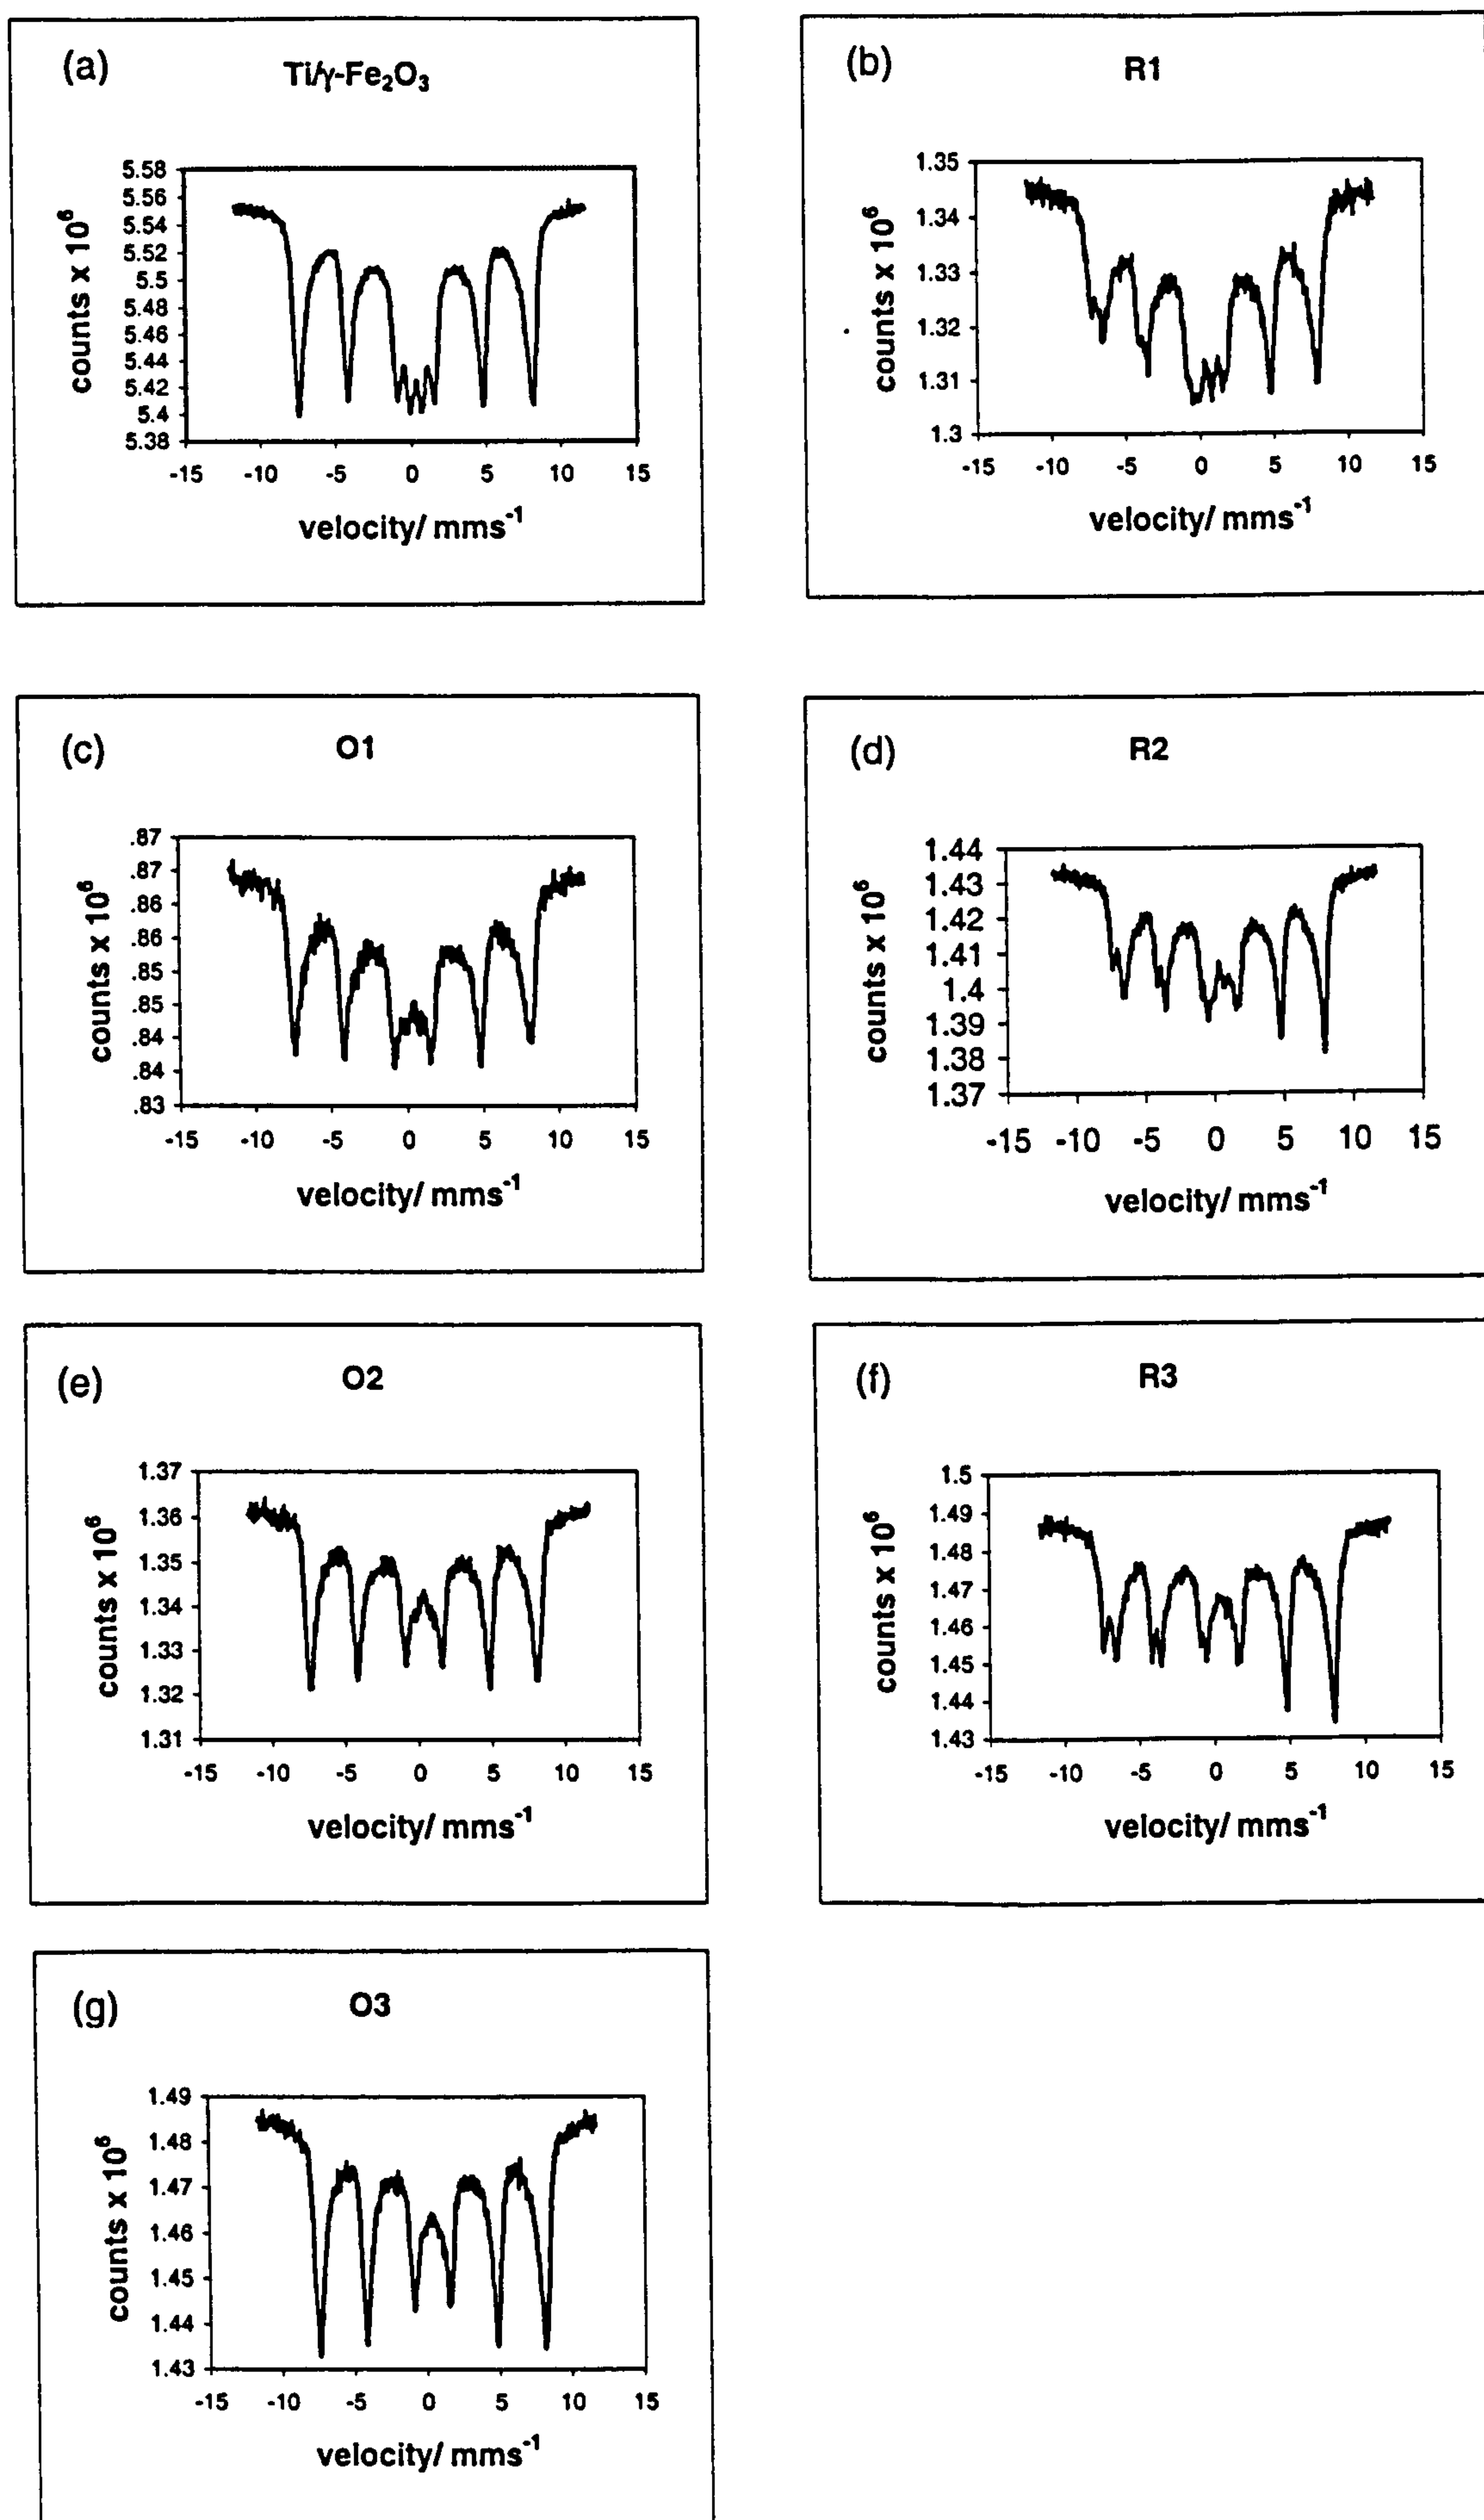 (a)
Ti/γ-Fe2O3
5.58
5.56
5.54
5.52
5.5
5.48
5.46
5.44
5.42
5.4
5.38
counts x 10^6
-15 -10 -5 0 5 10 15
velocity/ mms^-1
(b)
R1
1.35
1.34
1.33
1.32
1.31
1.3
counts x 10^6
-15 -10 -5 0 5 10 15
velocity/ mms^-1
(c)
O1
.87
.87
.86
.86
.85
.85
.84
.84
.83
counts x 10^6
-15 -10 -5 0 5 10 15
velocity/ mms^-1
(d)
R2
1.44
1.43
1.42
1.41
1.4
1.39
1.38
1.37
counts x 10^6
-15 -10 -5 0 5 10 15
velocity/ mms^-1
(e)
O2
1.37
1.36
1.35
1.34
1.33
1.32
1.31
counts x 10^6
-15 -10 -5 0 5 10 15
velocity/ mms^-1
(f)
R3
1.5
1.49
1.48
1.47
1.46
1.45
1.44
1.43
counts x 10^6
-15 -10 -5 0 5 10 15
velocity/ mms^-1
(g)
O3
1.49
1.48
1.47
1.46
1.45
1.44
1.43
counts x 10^6
-15 -10 -5 0 5 10 15
velocity/ mms^-1